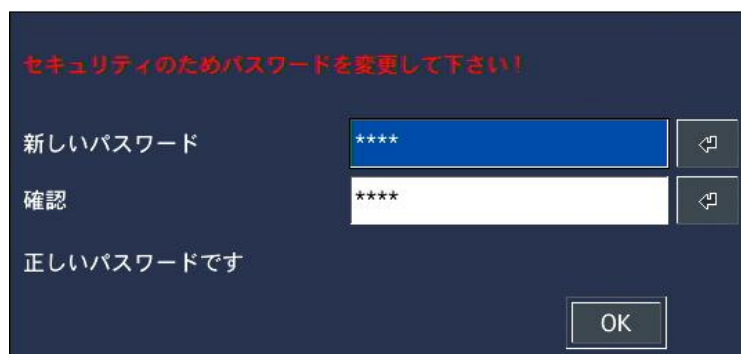 セキュリティのためパスワードを変更して下さい!
新しいパスワード ****
確認 ****
正しいパスワードです
OK